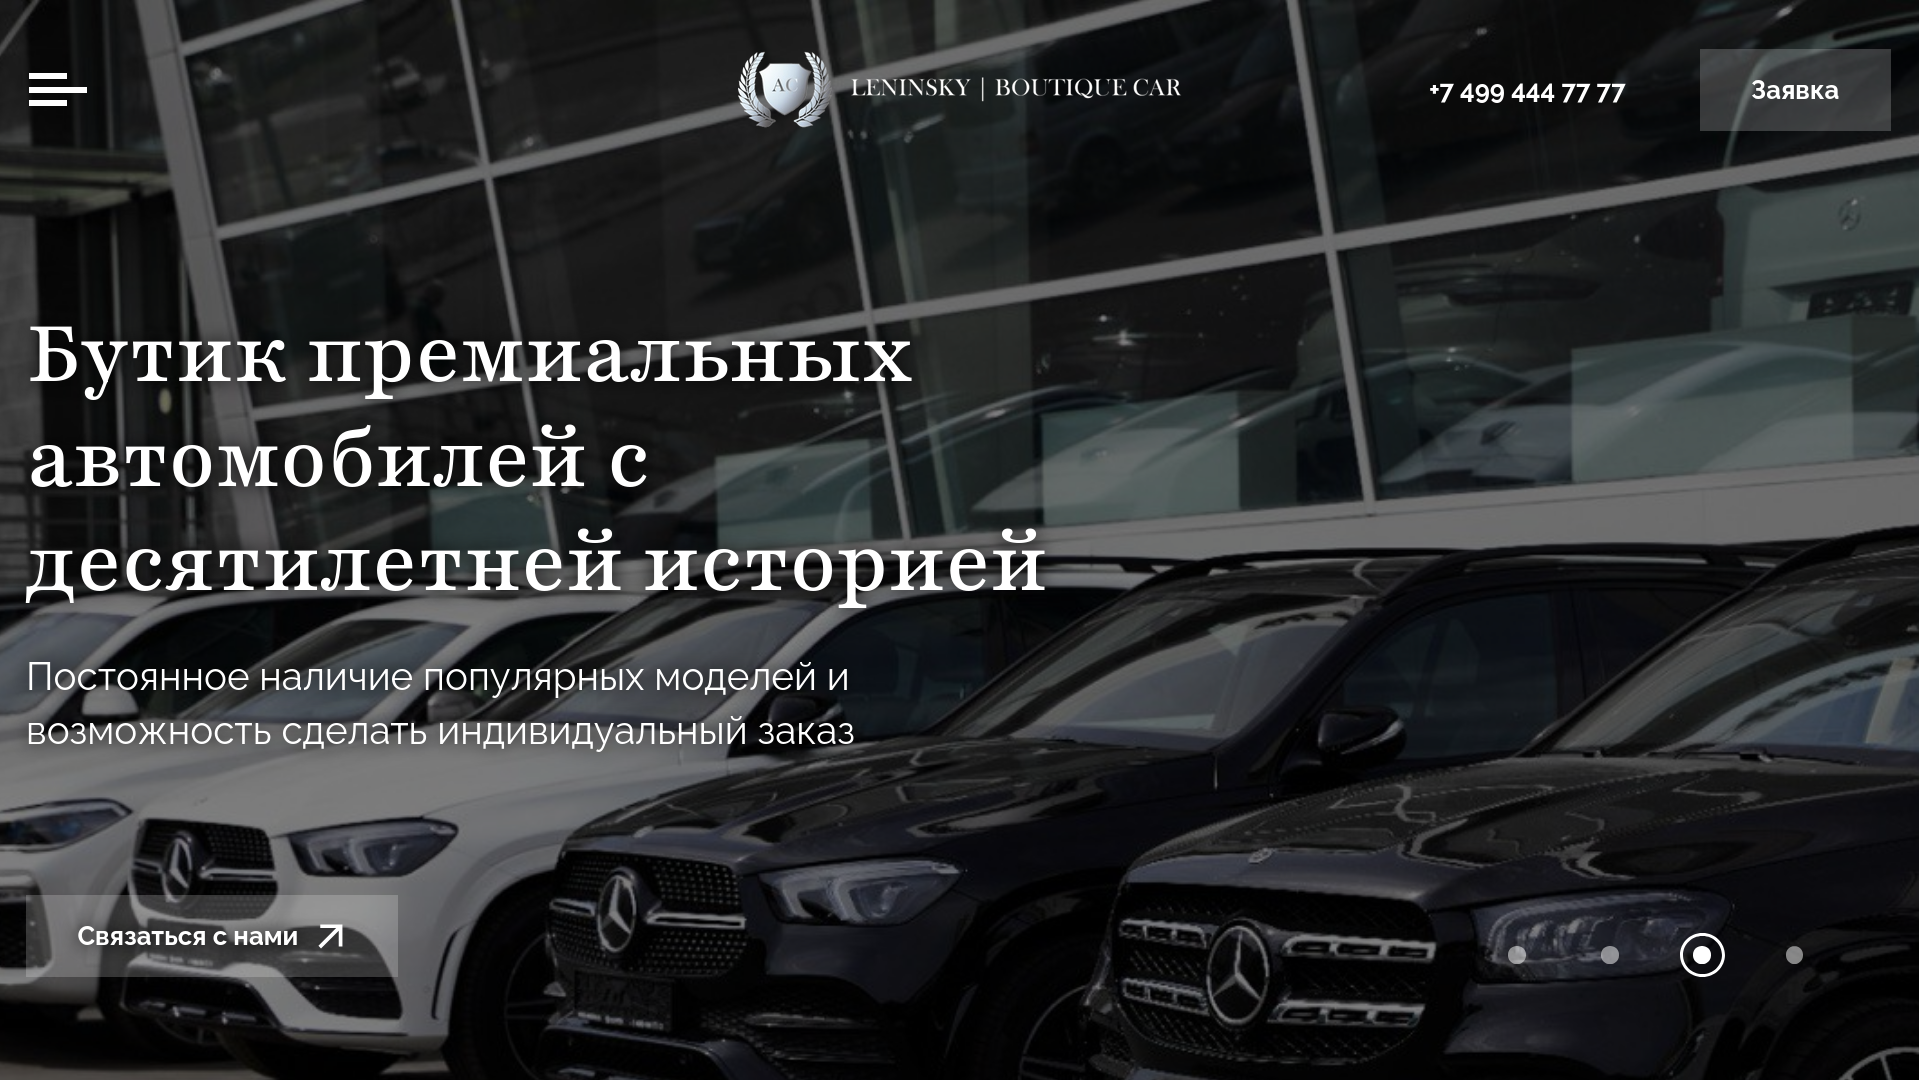 AC
LENINSKY | BOUTIQUE CAR
+7 499 444 77 77
Заявка
Бутик премиальных
автомобилей с
десятилетней историей
Постоянное наличие популярных моделей и
возможность сделать индивидуальный заказ
Связаться с нами